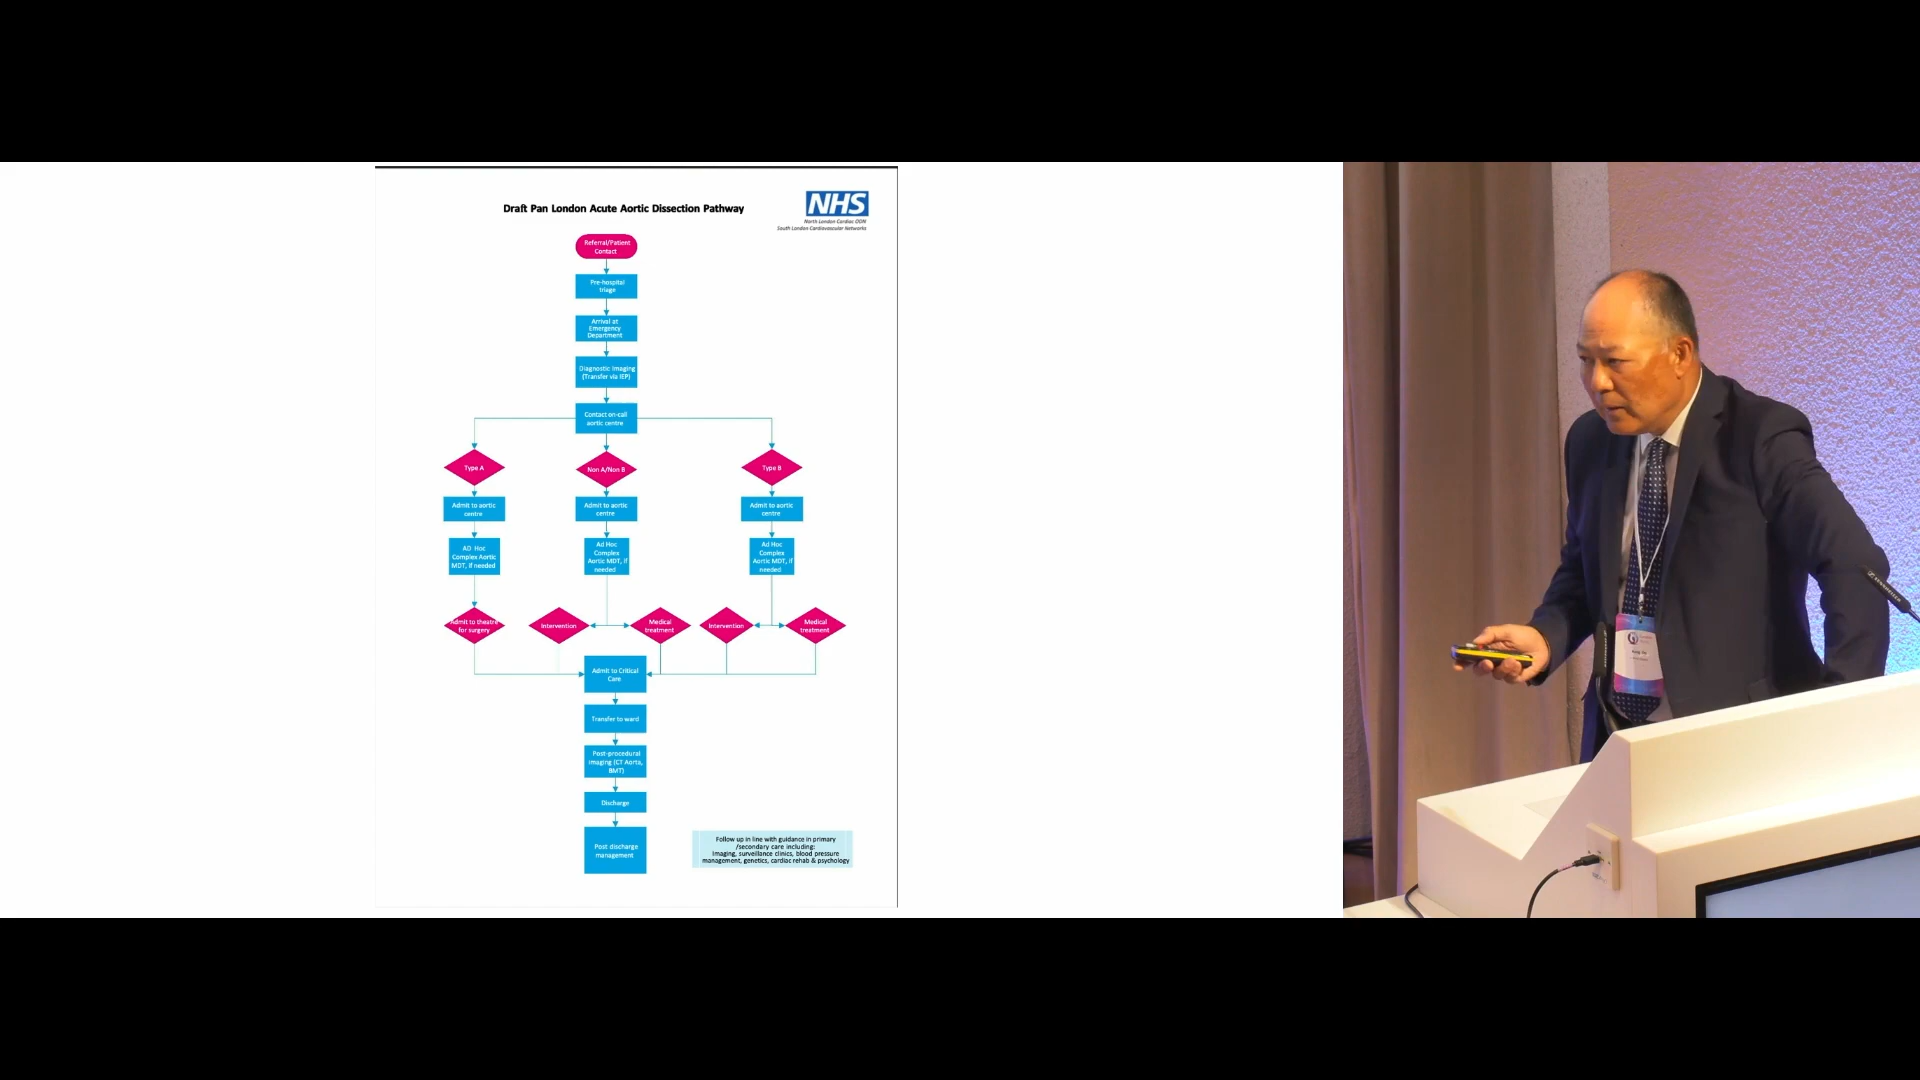 Draft Pan London Acute Aortic Dissection Pathway
NHS
North London Cardiac ODN
South London Cardiovascular Networks
Referral/Patient
Contact
Pre-hospital
triage
Arrival at
Emergency
Department
Diagnostic Imaging
(Transfer via IEP)
Contact on-call
aortic centre
Type A
Non A/Non B
Type B
Admit to aortic
centre
Admit to aortic
centre
Admit to aortic
centre
AD Hoc
Complex Aortic
MDT, if needed
Ad Hoc
Complex
Aortic MDT, if
needed
Ad Hoc
Complex
Aortic MDT, if
needed
Admit to theatre
for surgery
Intervention
Medical
treatment
Intervention
Medical
treatment
Admit to Critical
Care
Transfer to ward
Post-procedural
imaging (CT Aorta,
BMT)
Discharge
Post discharge
management
Follow up in line with guidance in primary
/secondary care including:
Imaging, surveillance clinics, blood pressure
management, genetics, cardiac rehab & psychology
SENNHEISER